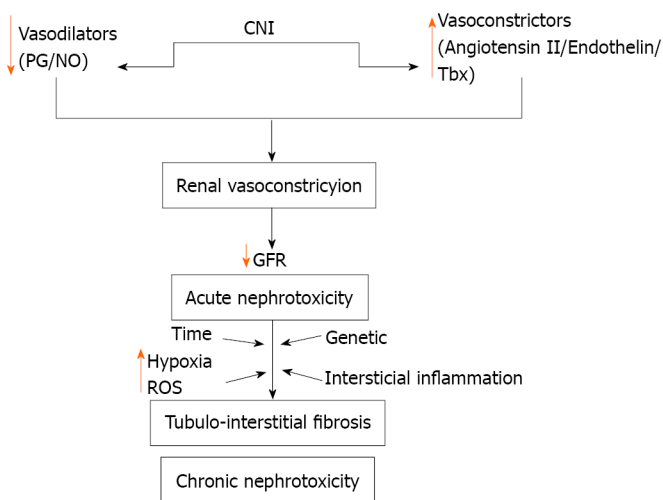 CNI
Vasodilators
(PG/NO)
Vasoconstrictors
(Angiotensin II/Endothelin/
Tbx)
Renal vasoconstricyion
GFR
Acute nephrotoxicity
Time
Genetic
Hypoxia
ROS
Intersticial inflammation
Tubulo-interstitial fibrosis
Chronic nephrotoxicity